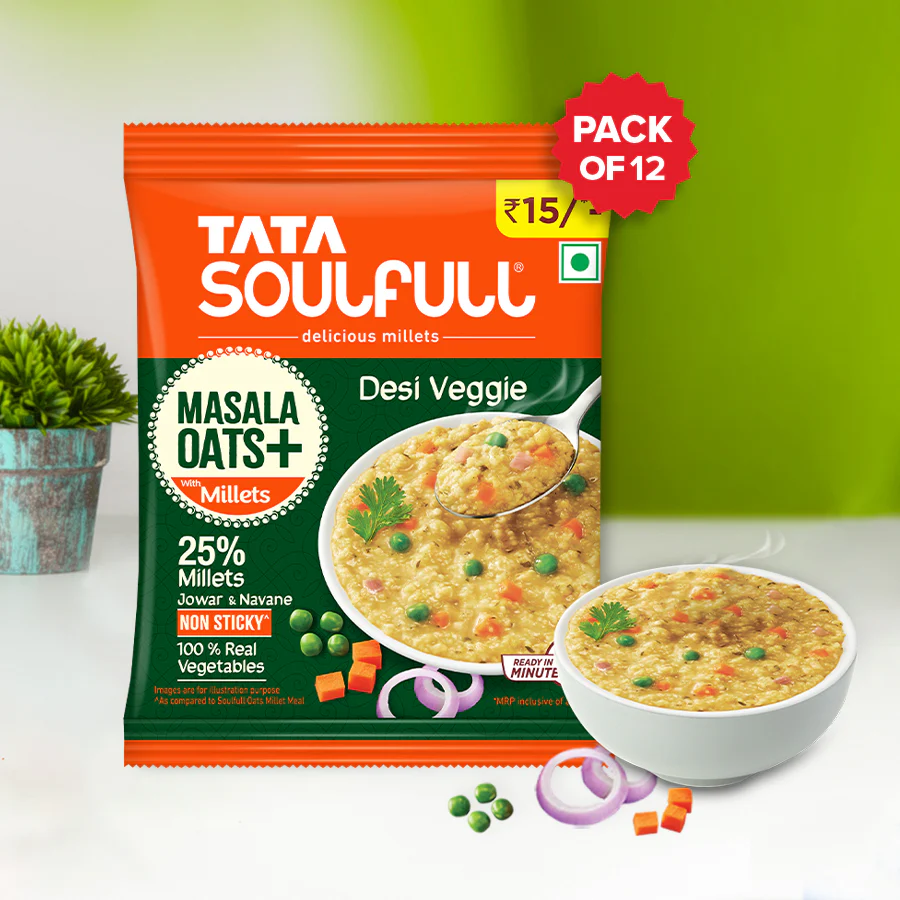 PACK
OF 12
₹15/*
TATA
SOULFULL®
delicious millets
Desi Veggie
MASALA
OATS+
With
Millets
25%
Millets
Jowar & Navane
NON STICKY^
100 % Real
Vegetables
Images are for illustration purpose
^As compared to Soulfull Oats Millet Meal
READY IN
MINUTE
*MRP inclusive of